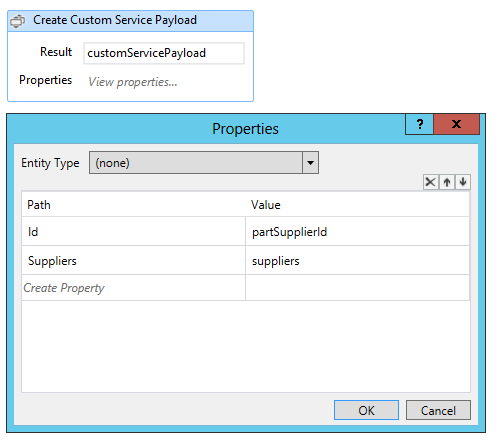 Create Custom Service Payload
Result customServicePayload
Properties View properties...
Properties
? x
Entity Type (none)
Path Value
Id partSupplierId
Suppliers suppliers
Create Property
OK Cancel